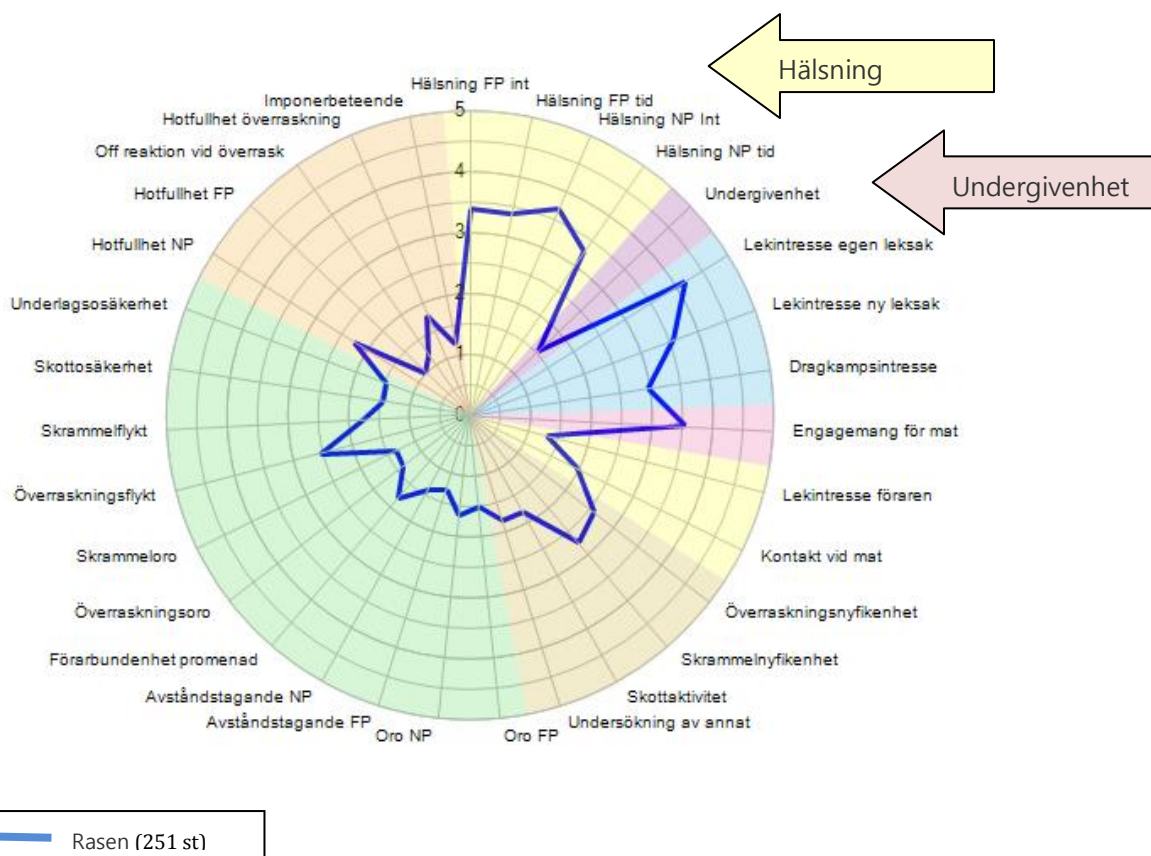 Hälsning
Undergivenhet
Hälsning FP int
Hälsning FP tid
Hälsning NP Int
Hälsning NP tid
Undergivenhet
Lekintresse egen leksak
Lekintresse ny leksak
Dragkampsintresse
Engagemang för mat
Lekintresse föraren
Kontakt vid mat
Överraskningsnyfikenhet
Skrammelnyfikenhet
Skottaktivitet
Undersökning av annat
Oro FP
Oro NP
Avståndstagande FP
Avståndstagande NP
Förarbundenhet promenad
Överraskningsoro
Skrammeloro
Överraskningsflykt
Skrammelflykt
Skottosäkerhet
Underlagsosäkerhet
Hotfullhet NP
Hotfullhet FP
Off reaktion vid överrask
Hotfullhet överraskning
Imponerbeteende
5
4
3
2
1
0
Rasen (251 st)